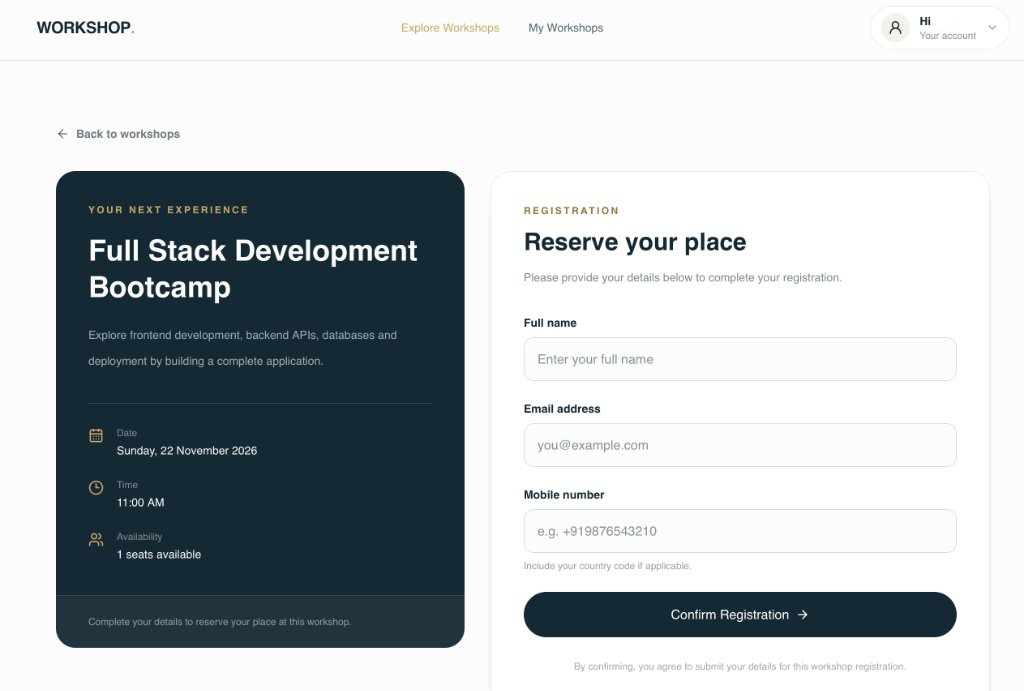 WORKSHOP.
Explore Workshops
My Workshops
Hi
Your account
Back to workshops
YOUR NEXT EXPERIENCE
Full Stack Development
Bootcamp
Explore frontend development, backend APIs, databases and
deployment by building a complete application.
Date
Sunday, 22 November 2026
Time
11:00 AM
Availability
1 seats available
Complete your details to reserve your place at this workshop.
REGISTRATION
Reserve your place
Please provide your details below to complete your registration.
Full name
Enter your full name
Email address
you@example.com
Mobile number
e.g. +919876543210
Include your country code if applicable.
Confirm Registration →
By confirming, you agree to submit your details for this workshop registration.